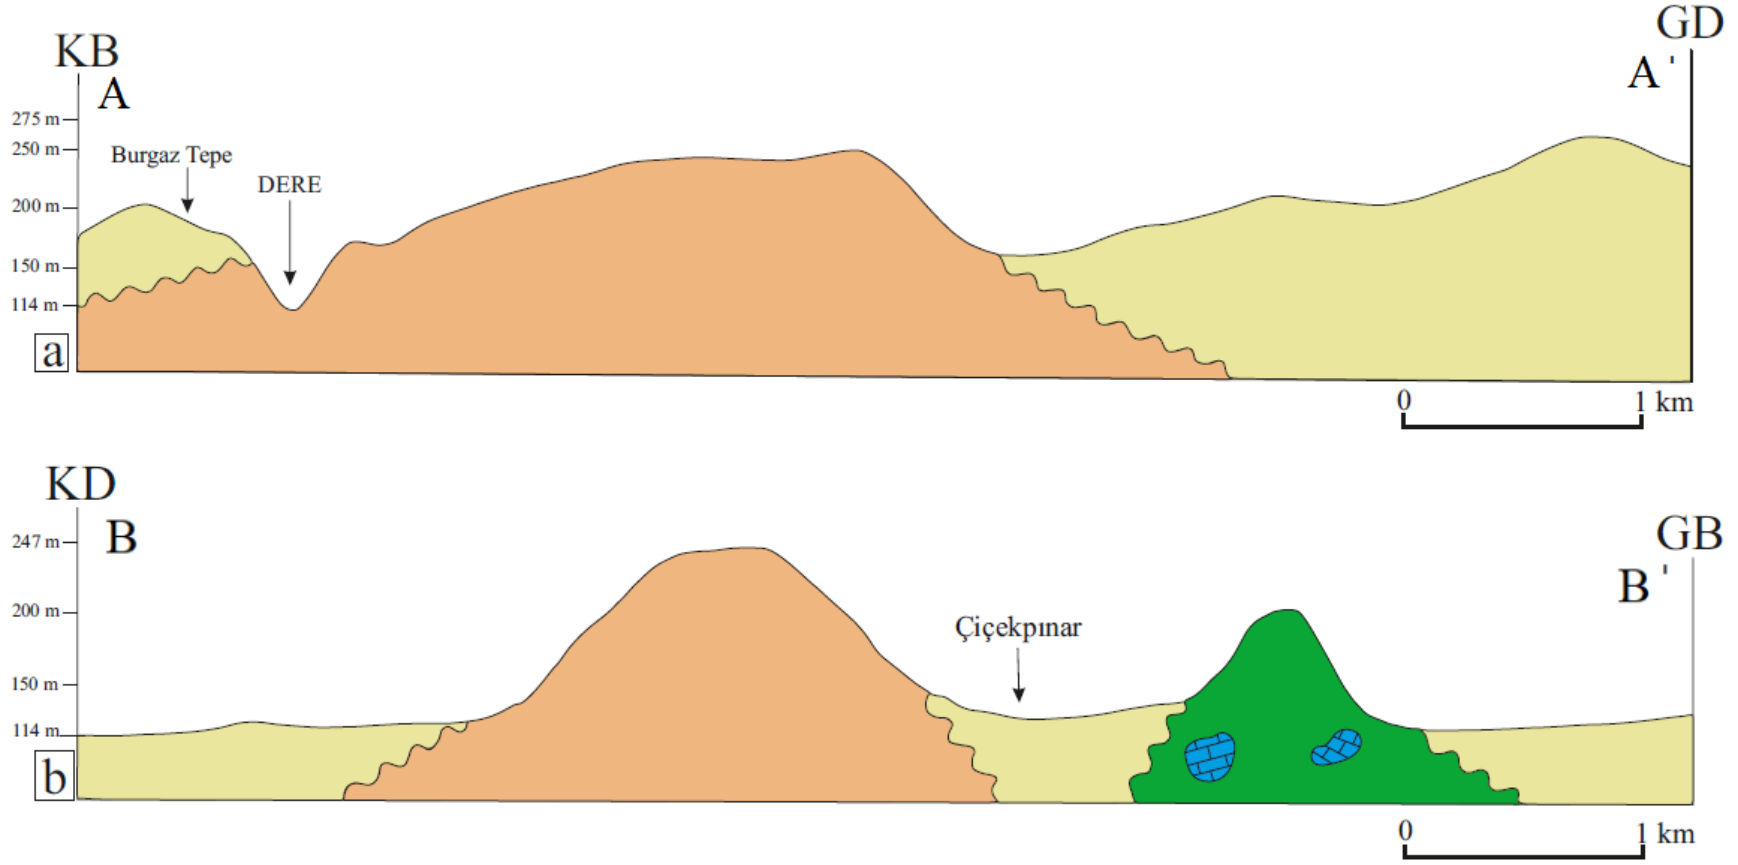 KB
GD
A
A'
275 m
250 m
Burgaz Tepe
DERE
200 m
150 m
114 m
a
0
1 km
KD
247 m
B
GB
B'
200 m
Çiçekpınar
150 m
114 m
b
0
1 km